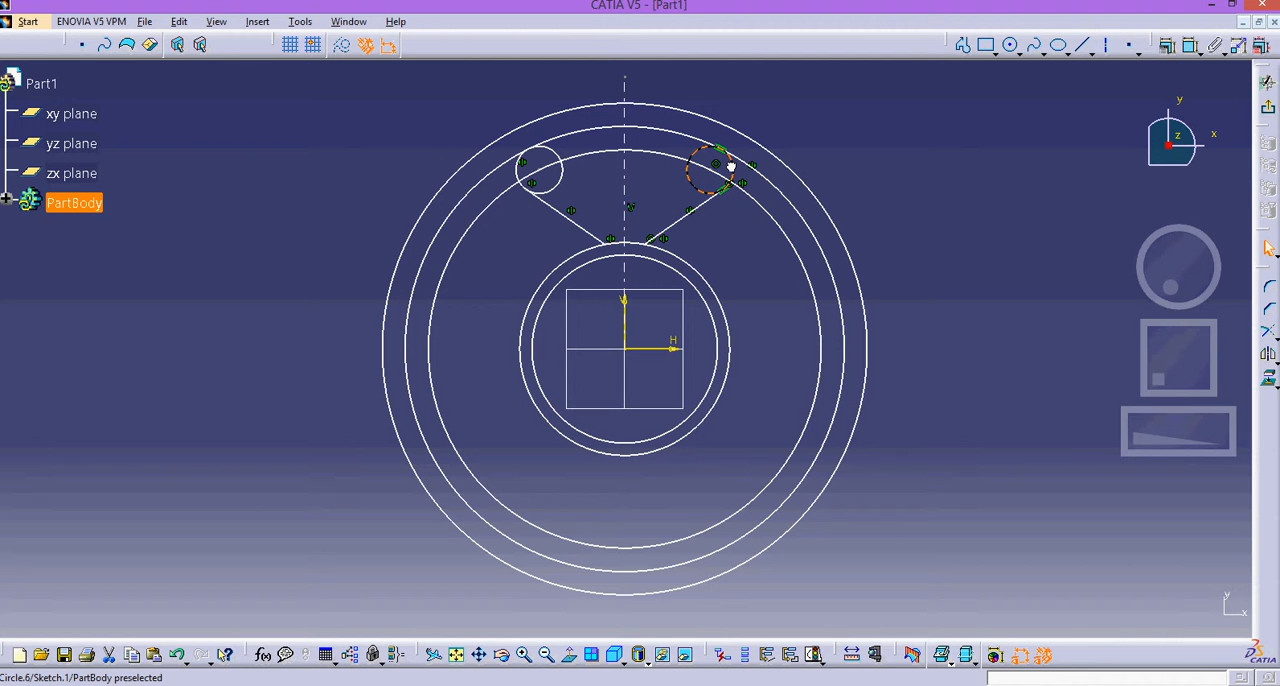 CATIA V5 - [Part1]
Start ENOVIA V5 VPM File Edit View Insert Tools Window Help
Part1
xy plane
yz plane
zx plane
PartBody
y
x
z
V
H
y
x
f(x)
CATIA
Circle.6/Sketch.1/PartBody preselected